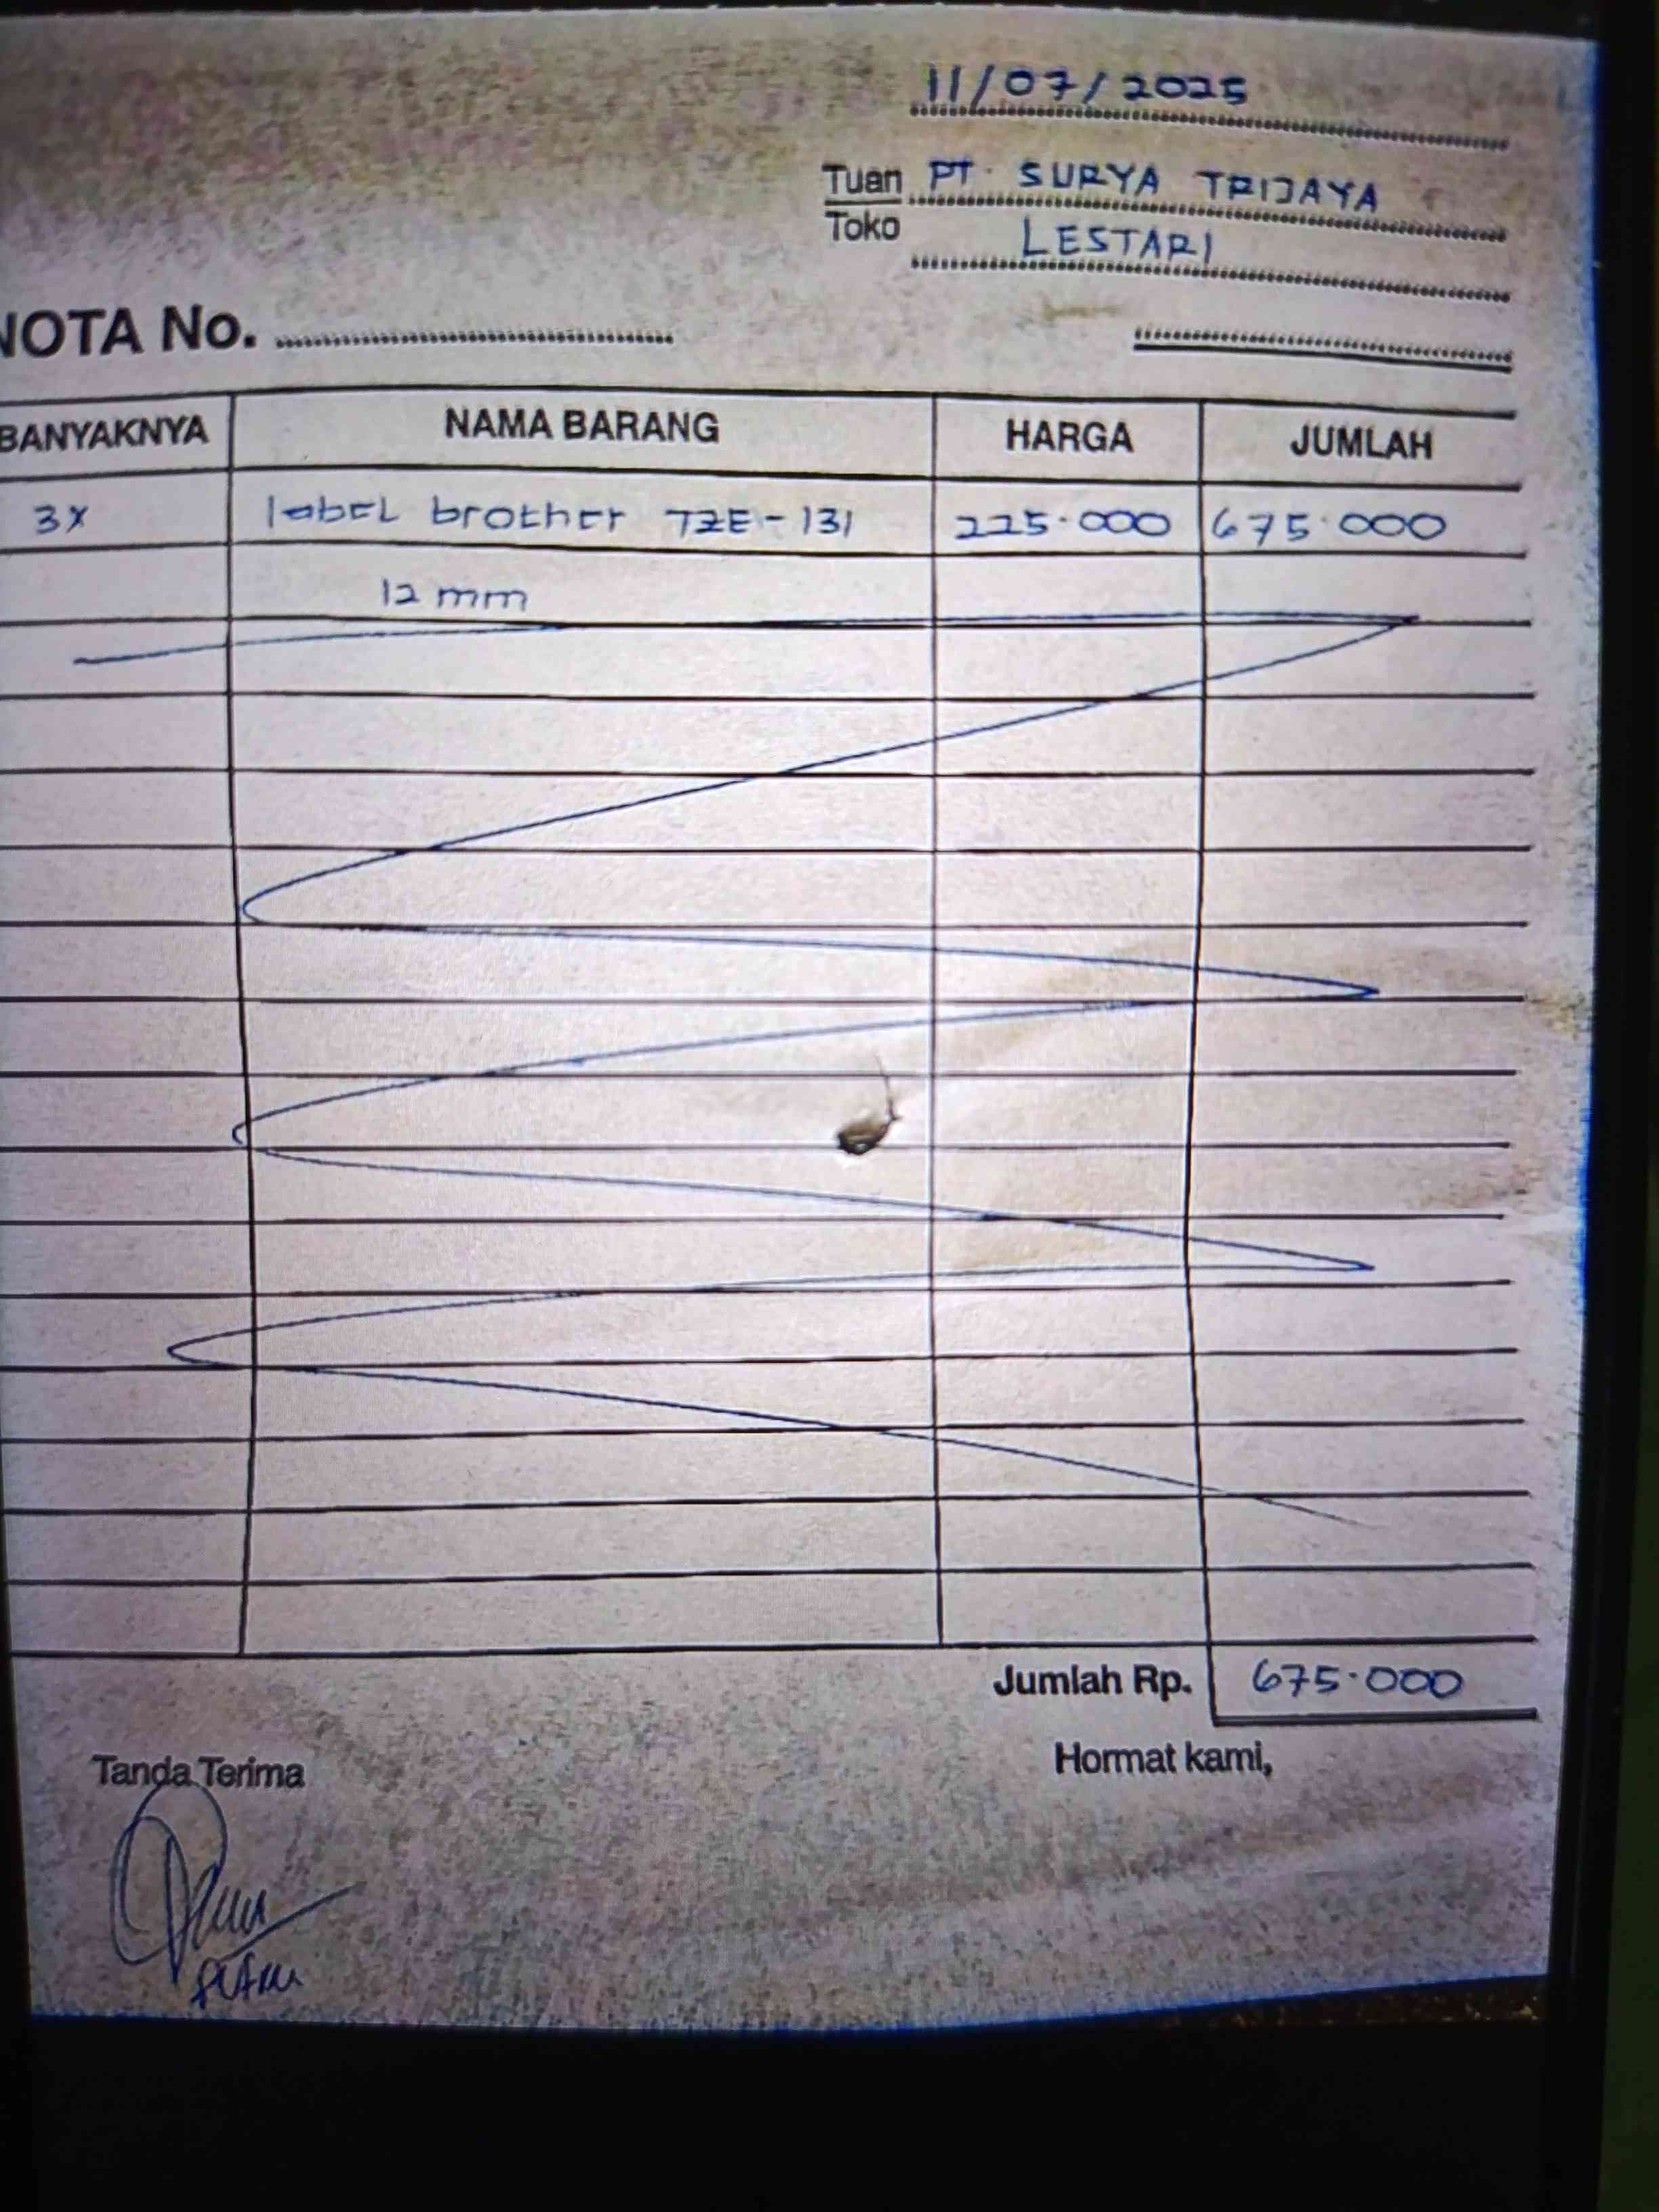 11/07/2025
Tuan PT. SURYA TRIJAYA
Toko LESTARI
NOTA No.
BANYAKNYA NAMA BARANG HARGA JUMLAH
3x label brother TZE-131 225.000 675.000
12 mm
Jumlah Rp. 675.000
Tanda Terima Hormat kami,